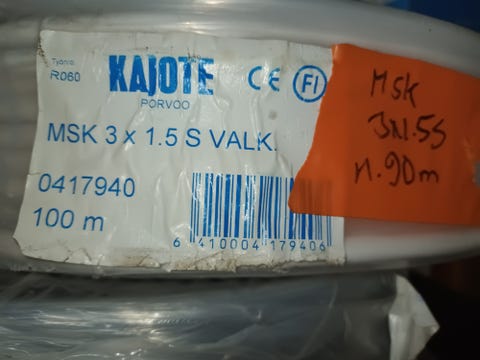 Työnro
R060
KAJOTE
PORVOO
CE FI
MSK 3 x 1.5 S VALK.
0417940
100 m
6 410004 179406
Msk
3x1.5S
n.90m